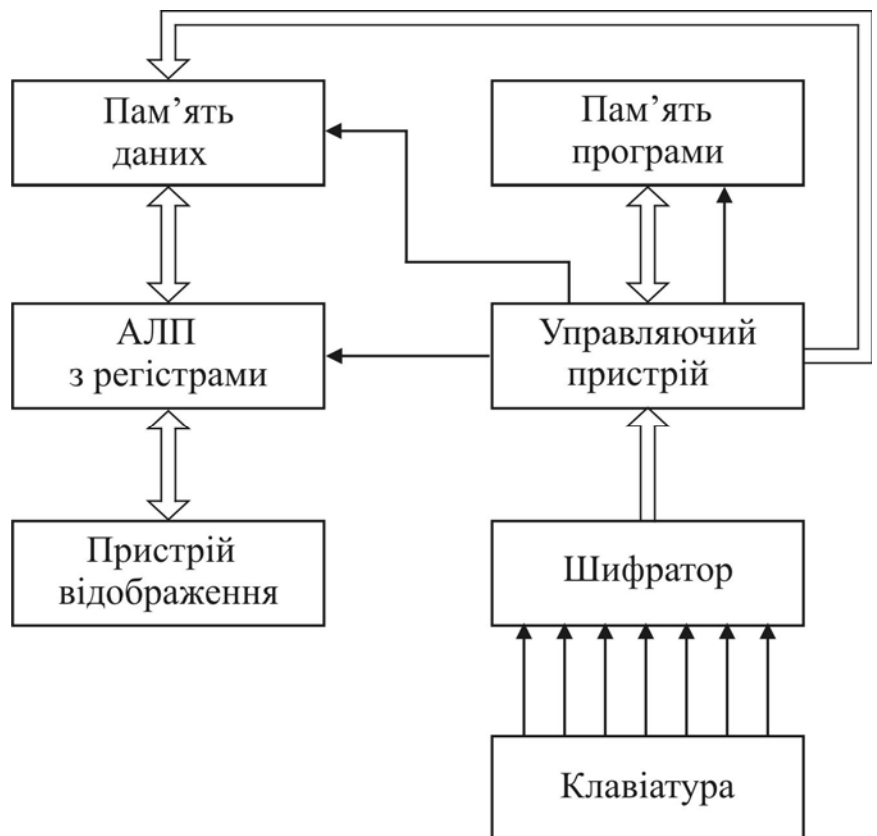 Пам’ять
даних
Пам’ять
програми
АЛП
з регістрами
Управляючий
пристрій
Пристрій
відображення
Шифратор
Клавіатура